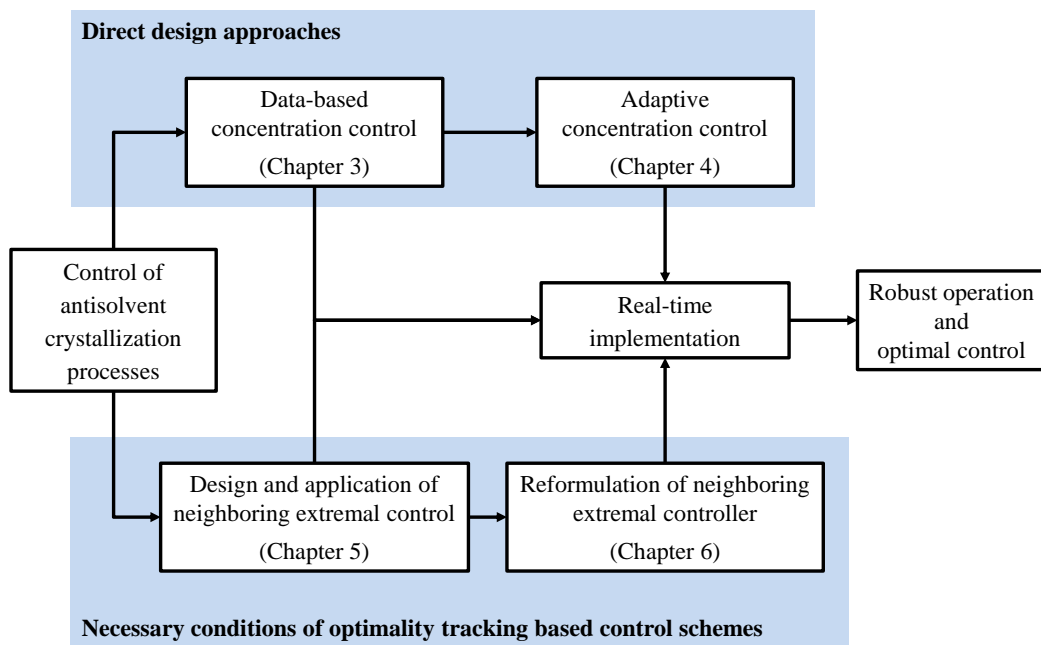 Direct design approaches
Data-based
concentration control
(Chapter 3)
Adaptive
concentration control
(Chapter 4)
Control of
antisolvent
crystallization
processes
Real-time
implementation
Robust operation
and
optimal control
Design and application of
neighboring extremal control
(Chapter 5)
Reformulation of neighboring
extremal controller
(Chapter 6)
Necessary conditions of optimality tracking based control schemes